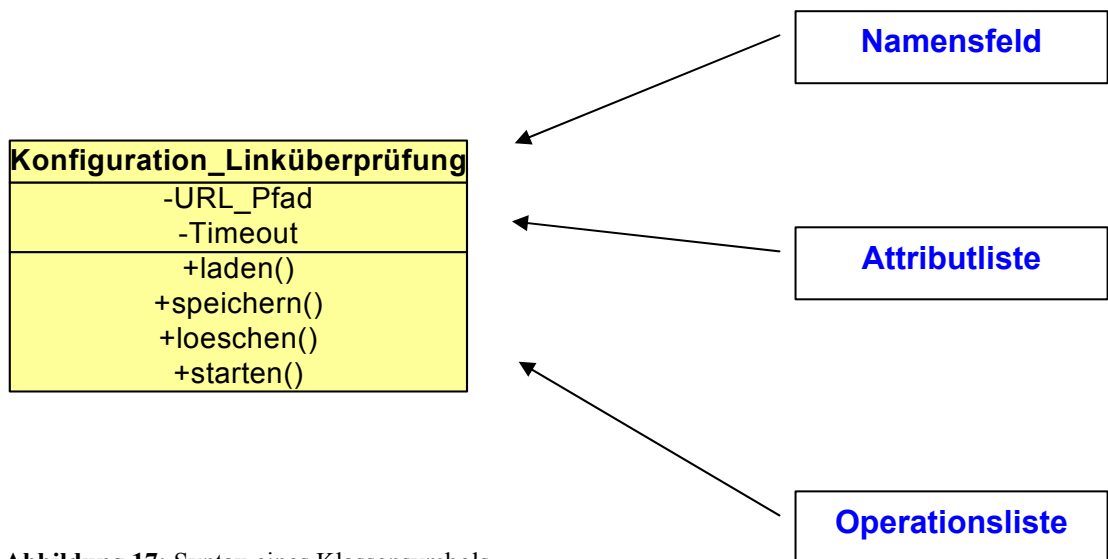 Namensfeld
Konfiguration_Linküberprüfung
-URL_Pfad
-Timeout
+laden()
+speichern()
+loeschen()
+starten()
Attributliste
Operationsliste
Abbildung 17: Syntax eines Klassensymbols